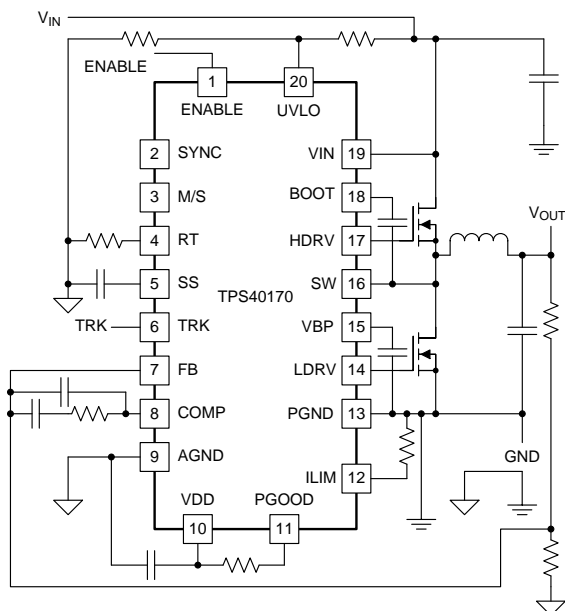 VIN
ENABLE
1
20
ENABLE
UVLO
2
SYNC
VIN
19
3
M/S
BOOT
18
4
RT
HDRV
17
VOUT
5
SS
SW
16
TPS40170
TRK
6
TRK
VBP
15
7
FB
LDRV
14
8
COMP
PGND
13
9
AGND
GND
ILIM
12
VDD
PGOOD
10
11